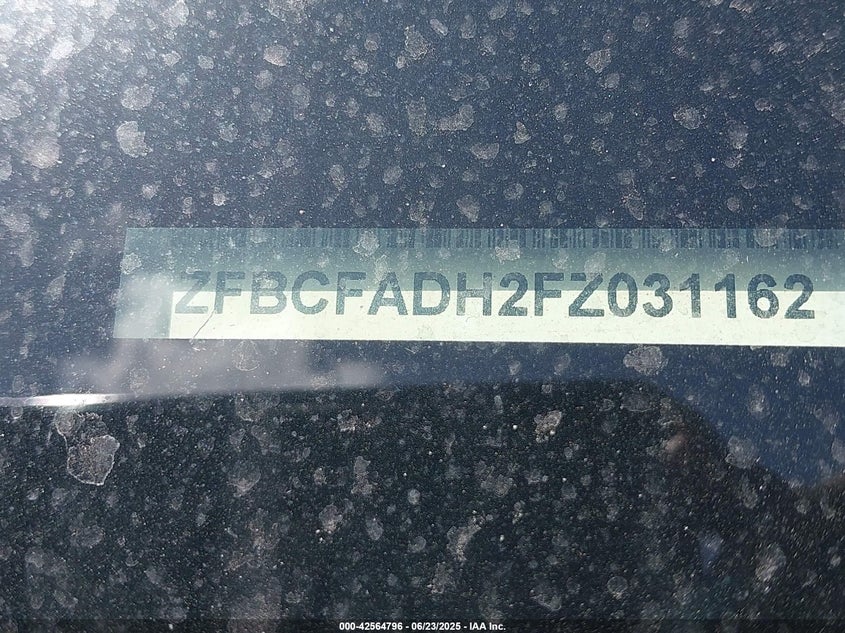 ZFBCFADH2FZ031162
000-42564796 - 06/23/2025 - IAA Inc.